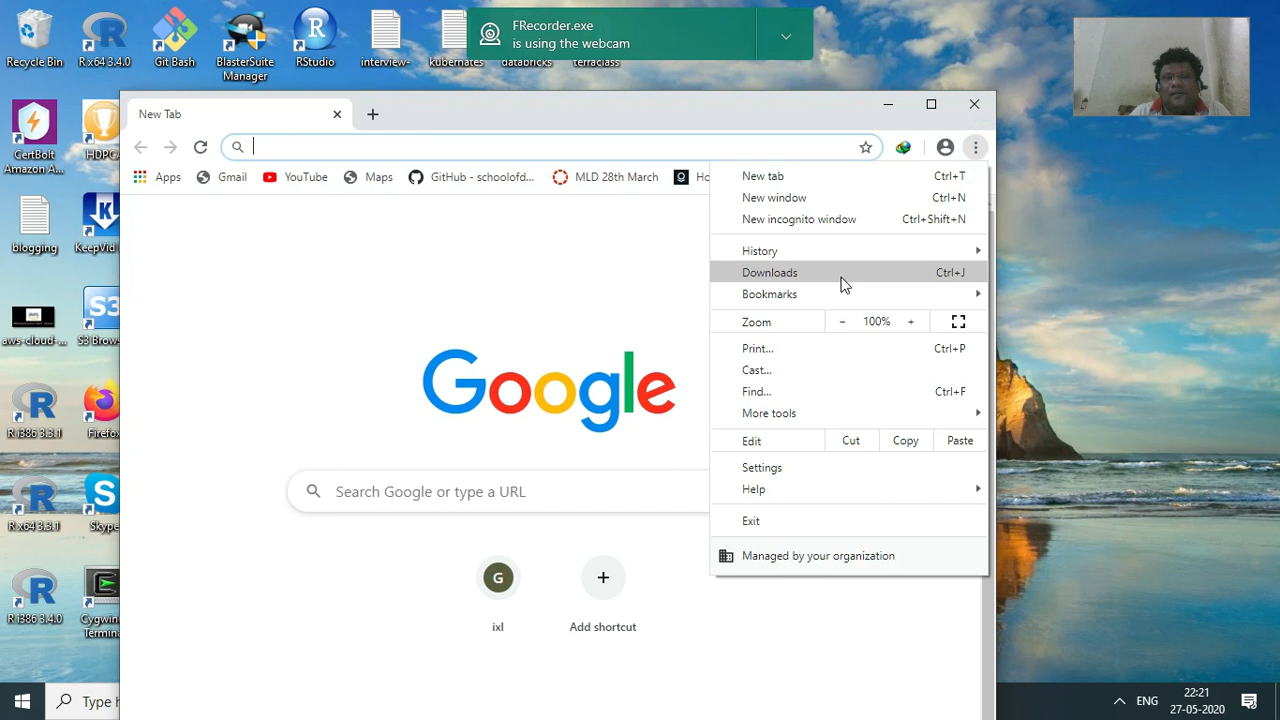 FRecorder.exe
is using the webcam
Recycle Bin
R x64 3.4.0
Git Bash
BlasterSuite
Manager
RStudio
interview-
kubernates
databricks
terraclass
New Tab
Apps
Gmail
YouTube
Maps
GitHub - schoolofd...
MLD 28th March
Ho
New tab Ctrl+T
New window Ctrl+N
New incognito window Ctrl+Shift+N
History
Downloads Ctrl+J
Bookmarks
Zoom - 100% +
Print... Ctrl+P
Cast...
Find... Ctrl+F
More tools
Edit Cut Copy Paste
Settings
Help
Exit
Managed by your organization
Google
Search Google or type a URL
G
ixl
Add shortcut
CertBolt
Amazon A...
HDPC
blogging
KeepVid
aws-cloud-...
S3
S3 Brow
R i386 3.3.1
Firefox
R x64 3.3.1
Skype
R i386 3.4.0
Cygwin
Termin
Type h
ENG
22:21
27-05-2020